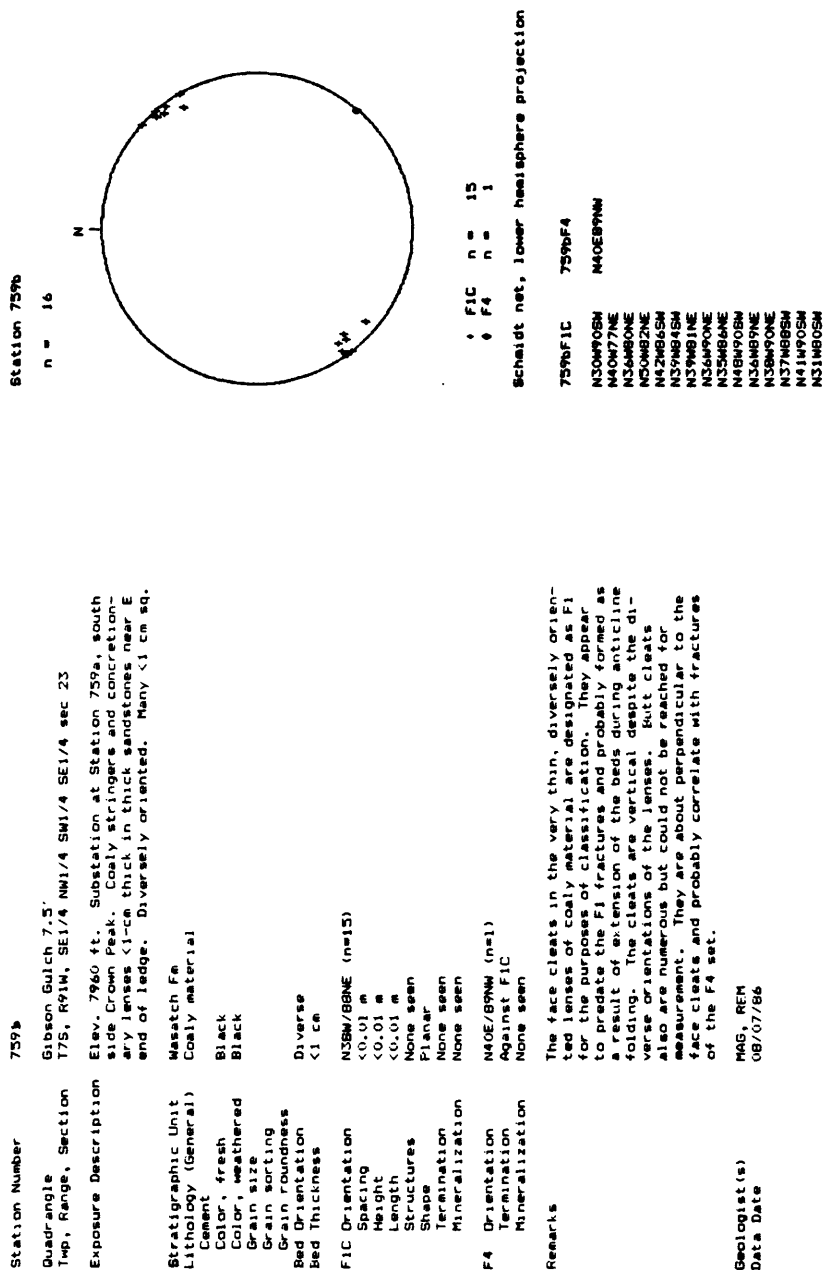 Station Number 759b
Quadrangle Gibson Gulch 7.5'
Twp, Range, Section T7S, R91W, SE1/4 NW1/4 SW1/4 SE1/4 sec 23
Exposure Description Elev. 7960 ft. Substation at Station 759a, south
side Crown Peak. Coaly stringers and concretion-
ary lenses <1-cm thick in thick sandstones near E
end of ledge. Diversely oriented. Many <1 cm sq.
Stratigraphic Unit Wasatch Fm
Lithology (General) Coaly material
Cement
Color, fresh Black
Color, weathered Black
Grain size
Grain sorting
Grain roundness
Bed Orientation Diverse
Bed Thickness <1 cm
F1C Orientation N38W/88NE (n=15)
Spacing <0.01 m
Height <0.01 m
Length <0.01 m
Structures None seen
Shape Planar
Termination None seen
Mineralization None seen
F4 Orientation N40E/89NW (n=1)
Termination Against F1C
Mineralization None seen
Remarks The face cleats in the very thin, diversely orien-
ted lenses of coaly material are designated as F1
for the purposes of classification. They appear
to predate the F1 fractures and probably formed as
a result of extension of the beds during anticline
folding. The cleats are vertical despite the di-
verse orientations of the lenses. Butt cleats
also are numerous but could not be reached for
measurement. They are about perpendicular to the
face cleats and probably correlate with fractures
of the F4 set.
Geologist(s) MAG, REM
Data Date 08/07/86
Station 759b
n = 16
N
+ F1C n = 15
◆ F4 n = 1
Schmidt net, lower hemisphere projection
759bF1C 759bF4
N30W90SW N40E89NW
N40W77NE
N36W80NE
N50W82NE
N42W86SW
N39W84SW
N39W81NE
N36W90NE
N35W86NE
N48W90SW
N36W89NE
N38W90NE
N37W88SW
N41W90SW
N31W80SW